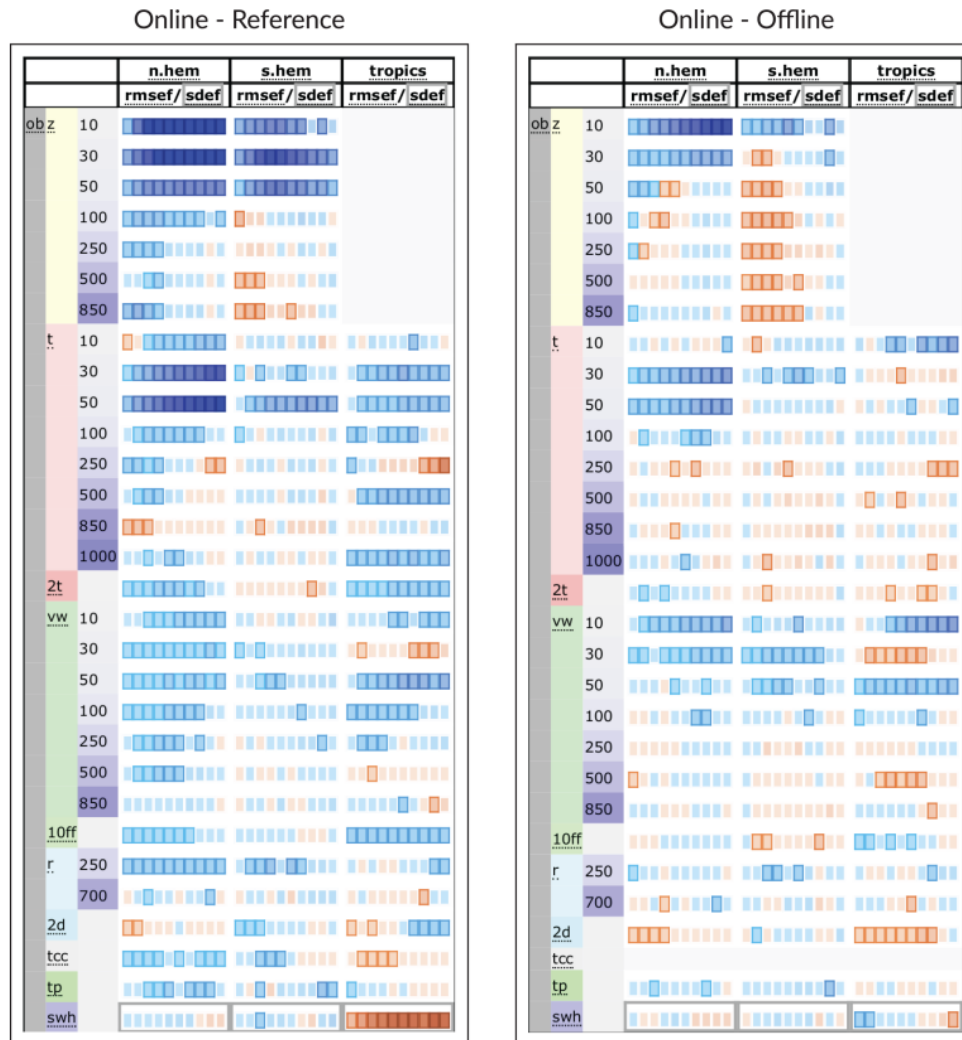 Online - Reference
n.hem s.hem tropics
rmsef/ sdef rmsef/ sdef rmsef/ sdef
ob z 10
30
50
100
250
500
850
t 10
30
50
100
250
500
850
1000
2t
vw 10
30
50
100
250
500
850
10ff
r 250
700
2d
tcc
tp
swh
Online - Offline
n.hem s.hem tropics
rmsef/ sdef rmsef/ sdef rmsef/ sdef
ob z 10
30
50
100
250
500
850
t 10
30
50
100
250
500
850
1000
2t
vw 10
30
50
100
250
500
850
10ff
r 250
700
2d
tcc
tp
swh